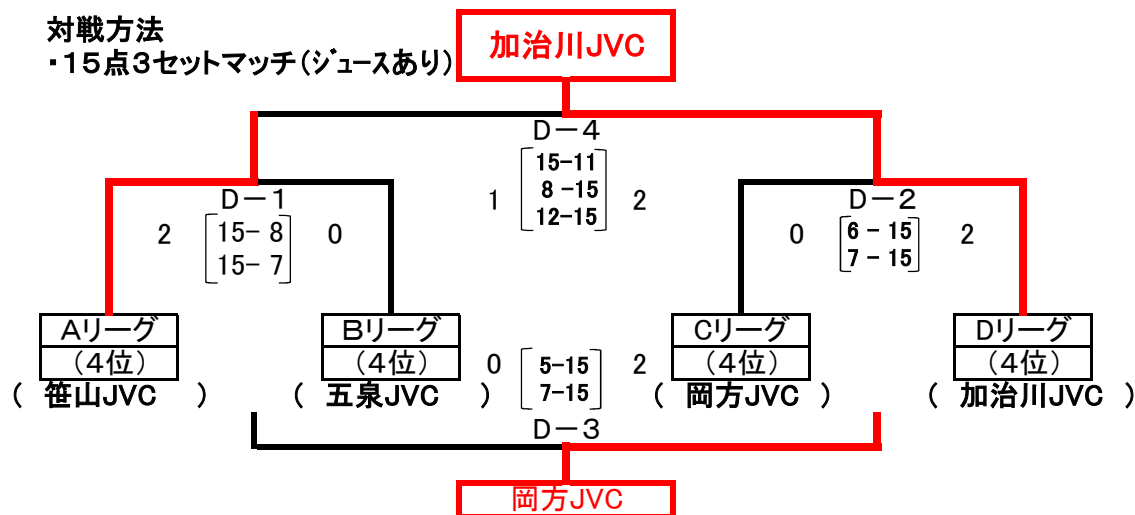 対戦方法
・15点3セットマッチ(ジュースあり)
加治川JVC
D-4
15-11
1 8 -15 2
12-15
D-1
2 15- 8 0
15- 7
D-2
0 6 - 15 2
7 - 15
Aリーグ Bリーグ Cリーグ Dリーグ
(4位) (4位) (4位) (4位)
( 笹山JVC ) ( 五泉JVC ) ( 岡方JVC ) ( 加治川JVC )
0 5-15 2
7-15
D-3
岡方JVC